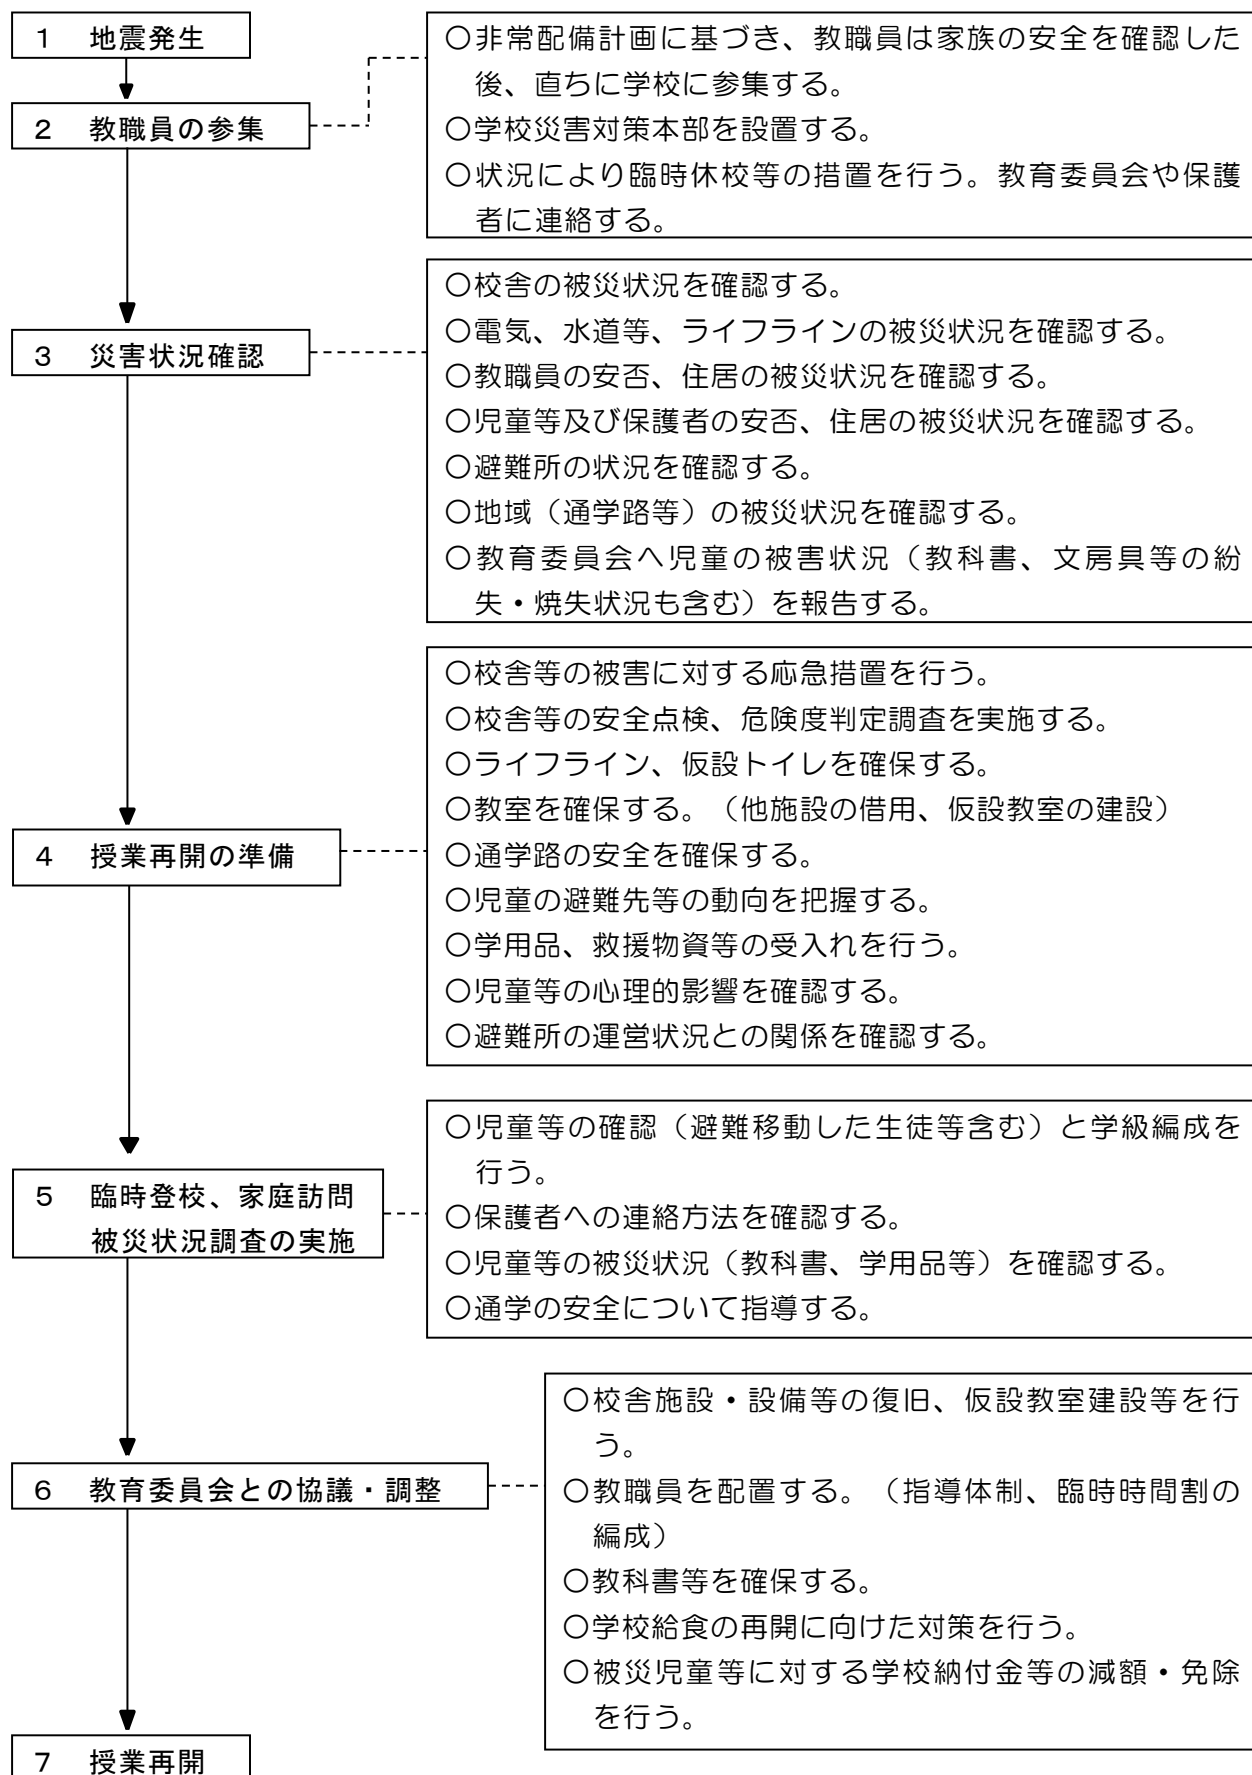 1　地震発生
○非常配備計画に基づき、教職員は家族の安全を確認した
後、直ちに学校に参集する。
○学校災害対策本部を設置する。
○状況により臨時休校等の措置を行う。教育委員会や保護
者に連絡する。
2　教職員の参集
○校舎の被災状況を確認する。
○電気、水道等、ライフラインの被災状況を確認する。
○教職員の安否、住居の被災状況を確認する。
○児童等及び保護者の安否、住居の被災状況を確認する。
○避難所の状況を確認する。
○地域（通学路等）の被災状況を確認する。
○教育委員会へ児童の被害状況（教科書、文房具等の紛
失・焼失状況も含む）を報告する。
3　災害状況確認
○校舎等の被害に対する応急措置を行う。
○校舎等の安全点検、危険度判定調査を実施する。
○ライフライン、仮設トイレを確保する。
○教室を確保する。（他施設の借用、仮設教室の建設）
○通学路の安全を確保する。
○児童の避難先等の動向を把握する。
○学用品、救援物資等の受入れを行う。
○児童等の心理的影響を確認する。
○避難所の運営状況との関係を確認する。
4　授業再開の準備
○児童等の確認（避難移動した生徒等含む）と学級編成を
行う。
○保護者への連絡方法を確認する。
○児童等の被災状況（教科書、学用品等）を確認する。
○通学の安全について指導する。
5　臨時登校、家庭訪問
被災状況調査の実施
○校舎施設・設備等の復旧、仮設教室建設等を行
う。
○教職員を配置する。（指導体制、臨時時間割の
編成）
○教科書等を確保する。
○学校給食の再開に向けた対策を行う。
○被災児童等に対する学校納付金等の減額・免除
を行う。
6　教育委員会との協議・調整
7　授業再開